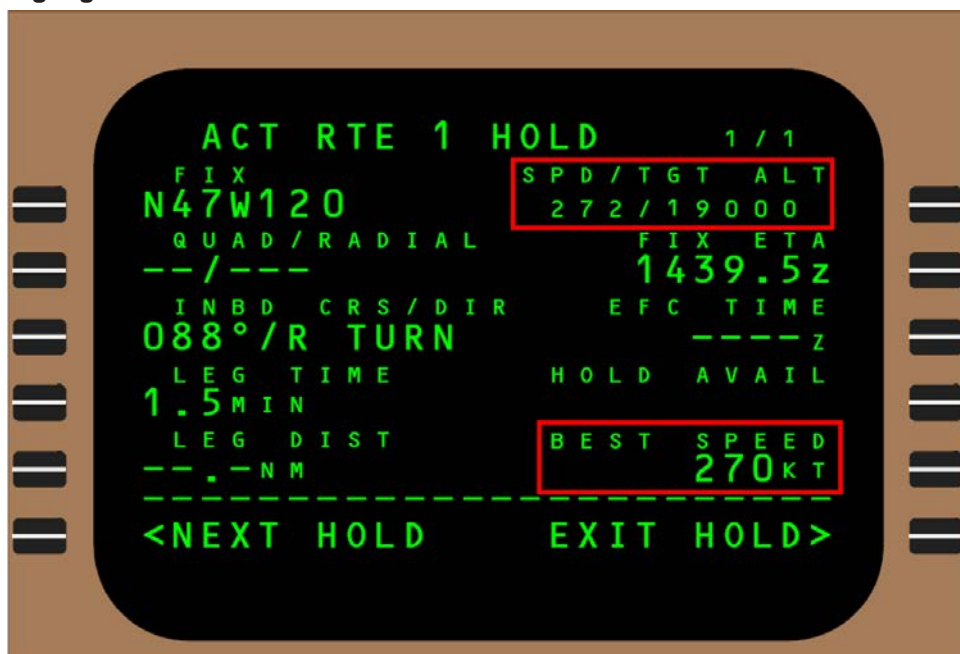 ACT RTE 1 HOLD 1/1
FIX SPD/TGT ALT
N47W120 272/19000
QUAD/RADIAL FIX ETA
--/--- 1439.5z
INBD CRS/DIR EFC TIME
088°/R TURN ----z
LEG TIME HOLD AVAIL
1.5MIN
LEG DIST BEST SPEED
--.-NM 270KT
<NEXT HOLD EXIT HOLD>